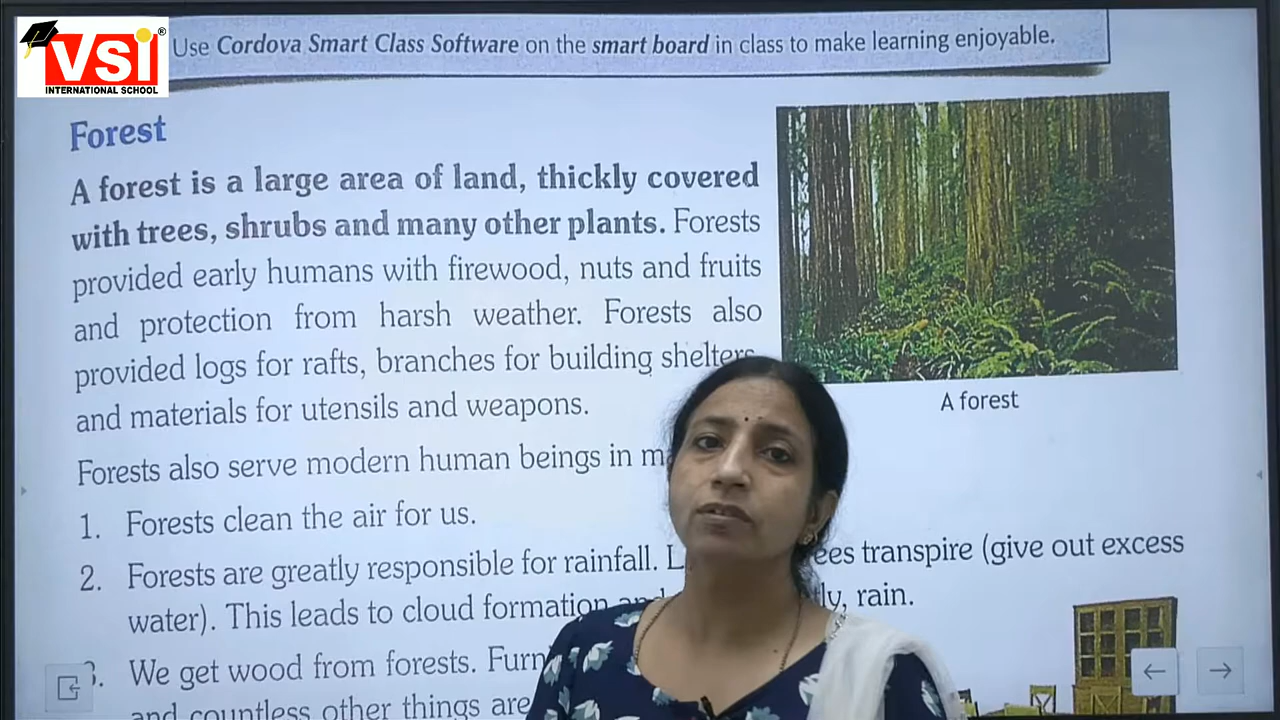 VSI®
INTERNATIONAL SCHOOL
Use Cordova Smart Class Software on the smart board in class to make learning enjoyable.
Forest
A forest is a large area of land, thickly covered
with trees, shrubs and many other plants. Forests
provided early humans with firewood, nuts and fruits
and protection from harsh weather. Forests also
provided logs for rafts, branches for building shelters
and materials for utensils and weapons.
A forest
Forests also serve modern human beings in
1. Forests clean the air for us.
2. Forests are greatly responsible for rainfall. transpire (give out excess
water). This leads to cloud formation rain.
3. We get wood from forests.
and countless other things are